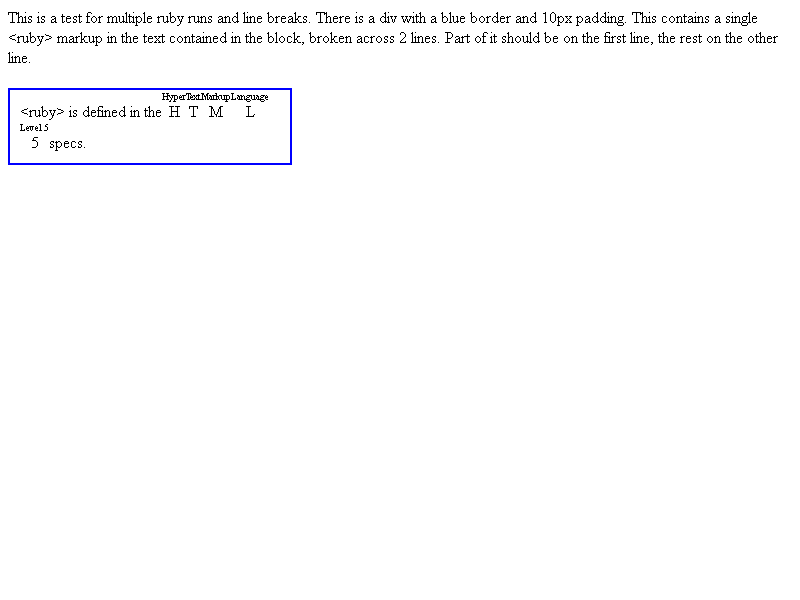 This is a test for multiple ruby runs and line breaks. There is a div with a blue border and 10px padding. This contains a single
<ruby> markup in the text contained in the block, broken across 2 lines. Part of it should be on the first line, the rest on the other
line.
HyperTextMarkupLanguage
<ruby> is defined in the H T M L
Level 5
5 specs.